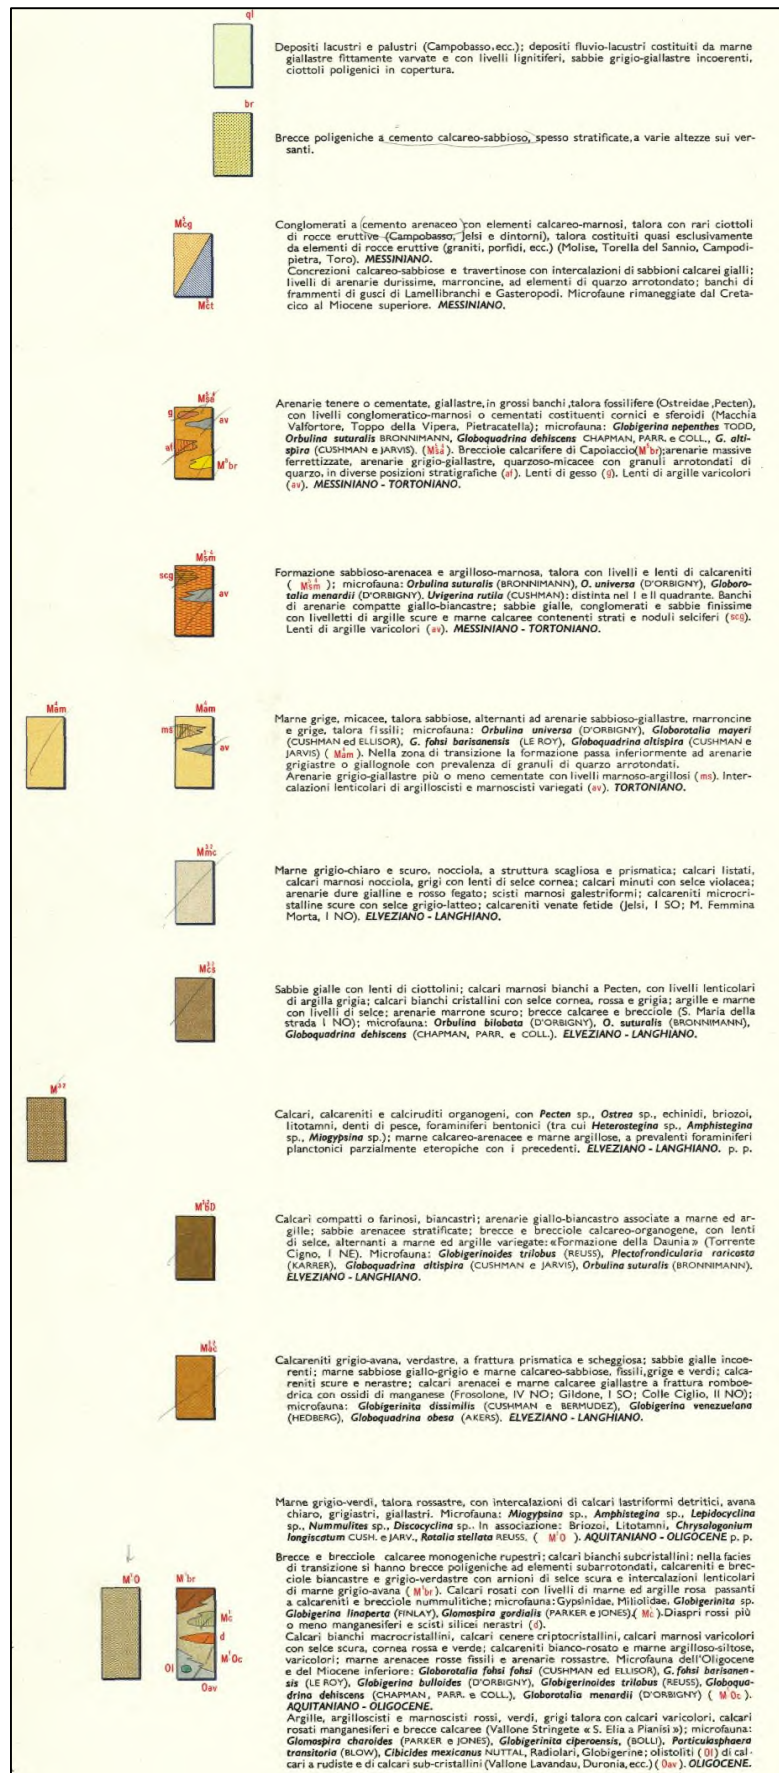 ql
Depositi lacustri e palustri (Campobasso, ecc.); depositi fluvio-lacustri costituiti da marne
giallastre fittamente varvate e con livelli lignitiferi, sabbie grigio-giallastre incoerenti,
ciottoli poligenici in copertura.
br
Brecce poligeniche a cemento calcareo-sabbioso, spesso stratificate, a varie altezze sui ver-
santi.
M⁵cg
Conglomerati a cemento arenaceo con elementi calcareo-marnosi, talora con rari ciottoli
di rocce eruttive (Campobasso, Jelsi e dintorni), talora costituiti quasi esclusivamente
da elementi di rocce eruttive (graniti, porfidi, ecc.) (Molise, Torella del Sannio, Campodi-
pietra, Toro). MESSINIANO.
Concrezioni calcareo-sabbiose e travertinose con intercalazioni di sabbioni calcarei gialli;
livelli di arenarie durissime, marroncine, ad elementi di quarzo arrotondato; banchi di
frammenti di gusci di Lamellibranchi e Gasteropodi. Microfaune rimaneggiate dal Creta-
cico al Miocene superiore. MESSINIANO.
M⁵ct
M⁵⁴sa
g
av
af
M⁵br
Arenarie tenere o cementate, giallastre, in grossi banchi, talora fossilifere (Ostreidae, Pecten),
con livelli conglomeratico-marnosi o cementati costituenti cornici e sferoidi (Macchia
Valfortore, Toppo della Vipera, Pietracatella); microfauna: Globigerina nepenthes TODD,
Orbulina suturalis BRONNIMANN, Globoquadrina dehiscens CHAPMAN, PARR. e COLL., G. alti-
spira (CUSHMAN e JARVIS). (M⁵⁴sa). Brecciole calcarifere di Capoiaccio(M⁵br); arenarie massive
ferrettizzate, arenarie grigio-giallastre, quarzoso-micacee con granuli arrotondati di
quarzo, in diverse posizioni stratigrafiche (af). Lenti di gesso (g). Lenti di argille varicolori
(av). MESSINIANO - TORTONIANO.
M⁵⁴sm
scg
av
Formazione sabbioso-arenacea e argilloso-marnosa, talora con livelli e lenti di calcareniti
( M⁵⁴sm ); microfauna: Orbulina suturalis (BRONNIMANN), O. universa (D'ORBIGNY), Globoro-
talia menardii (D'ORBIGNY). Uvigerina rutila (CUSHMAN): distinta nel I e II quadrante. Banchi
di arenarie compatte giallo-biancastre; sabbie gialle, conglomerati e sabbie finissime
con livelletti di argille scure e marne calcaree contenenti strati e noduli selciferi (scg).
Lenti di argille varicolori (av). MESSINIANO - TORTONIANO.
M⁴am
M⁴am
ms
av
Marne grige, micacee, talora sabbiose, alternanti ad arenarie sabbioso-giallastre, marroncine
e grige, talora fissili; microfauna: Orbulina universa (D'ORBIGNY), Globorotalia mayeri
(CUSHMAN ed ELLISOR), G. fohsi barisanensis (LE ROY), Globoquadrina altispira (CUSHMAN e
JARVIS) ( M⁴am ). Nella zona di transizione la formazione passa inferiormente ad arenarie
grigiastre o giallognole con prevalenza di granuli di quarzo arrotondati.
Arenarie grigio-giallastre più o meno cementate con livelli marnoso-argillosi (ms). Inter-
calazioni lenticolari di argilloscisti e marnoscisti variegati (av). TORTONIANO.
M³²mc
Marne grigio-chiaro e scuro, nocciola, a struttura scagliosa e prismatica; calcari listati,
calcari marnosi nocciola, grigi con lenti di selce cornea; calcari minuti con selce violacea;
arenarie dure gialline e rosso fegato; scisti marnosi galestriformi; calcareniti microcri-
stalline scure con selce grigio-latteo; calcareniti venate fetide (Jelsi, I SO; M. Femmina
Morta, I NO). ELVEZIANO - LANGHIANO.
M³²cs
Sabbie gialle con lenti di ciottolini; calcari marnosi bianchi a Pecten, con livelli lenticolari
di argilla grigia; calcari bianchi cristallini con selce cornea, rossa e grigia; argille e marne
con livelli di selce; arenarie marrone scuro; brecce calcaree e brecciole (S. Maria della
strada I NO); microfauna: Orbulina bilobata (D'ORBIGNY), O. suturalis (BRONNIMANN),
Globoquadrina dehiscens (CHAPMAN, PARR. e COLL.). ELVEZIANO - LANGHIANO.
M³²
Calcari, calcareniti e calciruditi organogeni, con Pecten sp., Ostrea sp., echinidi, briozoi,
litotamni, denti di pesce, foraminiferi bentonici (tra cui Heterostegina sp., Amphistegina
sp., Miogypsina sp.); marne calcareo-arenacee e marne argillose, a prevalenti foraminiferi
planctonici parzialmente eteropiche con i precedenti. ELVEZIANO - LANGHIANO. p. p.
M³²bD
Calcari compatti o farinosi, biancastri; arenarie giallo-biancastro associate a marne ed ar-
gille; sabbie arenacee stratificate; brecce e brecciole calcareo-organogene, con lenti
di selce, alternanti a marne ed argille variegate: «Formazione della Daunia» (Torrente
Cigno, I NE). Microfauna: Globigerinoides trilobus (REUSS), Plectofrondicularia raricosta
(KARRER), Globoquadrina altispira (CUSHMAN e JARVIS), Orbulina suturalis (BRONNIMANN).
ELVEZIANO - LANGHIANO.
M³²ac
Calcareniti grigio-avana, verdastre, a frattura prismatica e scheggiosa; sabbie gialle incoe-
renti; marne sabbiose giallo-grigio e marne calcareo-sabbiose, fissili, grige e verdi; calca-
reniti scure e nerastre; calcari arenacei e marne calcaree giallastre a frattura romboe-
drica con ossidi di manganese (Frosolone, IV NO; Gildone, I SO; Colle Ciglio, II NO);
microfauna: Globigerinita dissimilis (CUSHMAN e BERMUDEZ), Globigerina venezuelana
(HEDBERG), Globoquadrina obesa (AKERS). ELVEZIANO - LANGHIANO.
Marne grigio-verdi, talora rossastre, con intercalazioni di calcari lastriformi detritici, avana
chiaro, grigiastri, giallastri. Microfauna: Miogypsina sp., Amphistegina sp., Lepidocyclina
sp., Nummulites sp., Discocyclina sp.. In associazione: Briozoi, Litotamni, Chrysalogonium
longiscatum CUSH. e JARV., Rotalia stellata REUSS. ( M¹O ). AQUITANIANO - OLIGOCENE p. p.
M¹O
M¹br
Mc
d
M¹Oc
Ol
Oav
Brecce e brecciole calcaree monogeniche rupestri; calcari bianchi subcristallini; nella facies
di transizione si hanno brecce poligeniche ad elementi subarrotondati, calcareniti e brec-
ciole biancastre e grigio-verdastre con arnioni di selce scura e intercalazioni lenticolari
di marne grigio-avana ( M¹br ). Calcari rosati con livelli di marne ed argille rosa passanti
a calcareniti e brecciole nummulitiche; microfauna: Gypsinidae, Miliolidae, Globigerinita sp.
Globigerina linaperta (FINLAY), Glomospira gordialis (PARKER e JONES).( Mc ). Diaspri rossi più
o meno manganesiferi e scisti silicei nerastri (d).
Calcari bianchi macrocristallini, calcari cenere criptocristallini, calcari marnosi varicolori
con selce scura, cornea rossa e verde; calcareniti bianco-rosato e marne argilloso-siltose,
varicolori; marne arenacee rosse fissili e arenarie rossastre. Microfauna dell'Oligocene
e del Miocene inferiore: Globorotalia fohsi fohsi (CUSHMAN ed ELLISOR), G. fohsi barisanen-
sis (LE ROY), Globigerina bulloides (D'ORBIGNY), Globigerinoides trilobus (REUSS), Globoqua-
drina dehiscens (CHAPMAN, PARR. e COLL.), Globorotalia menardii (D'ORBIGNY) ( M¹Oc ).
AQUITANIANO - OLIGOCENE.
Argille, argilloscisti e marnoscisti rossi, verdi, grigi talora con calcari varicolori, calcari
rosati manganesiferi e brecce calcaree (Vallone Stringete « S. Elia a Pianisi »); microfauna:
Glomospira charoides (PARKER e JONES), Globigerinita ciperoensis, (BOLLI). Porticulasphaera
transitoria (BLOW), Cibicides mexicanus NUTTAL, Radiolari, Globigerine; olistoliti ( Ol ) di cal-
cari a rudiste e di calcari sub-cristallini (Vallone Lavandau, Duronia, ecc.) ( Oav ). OLIGOCENE.